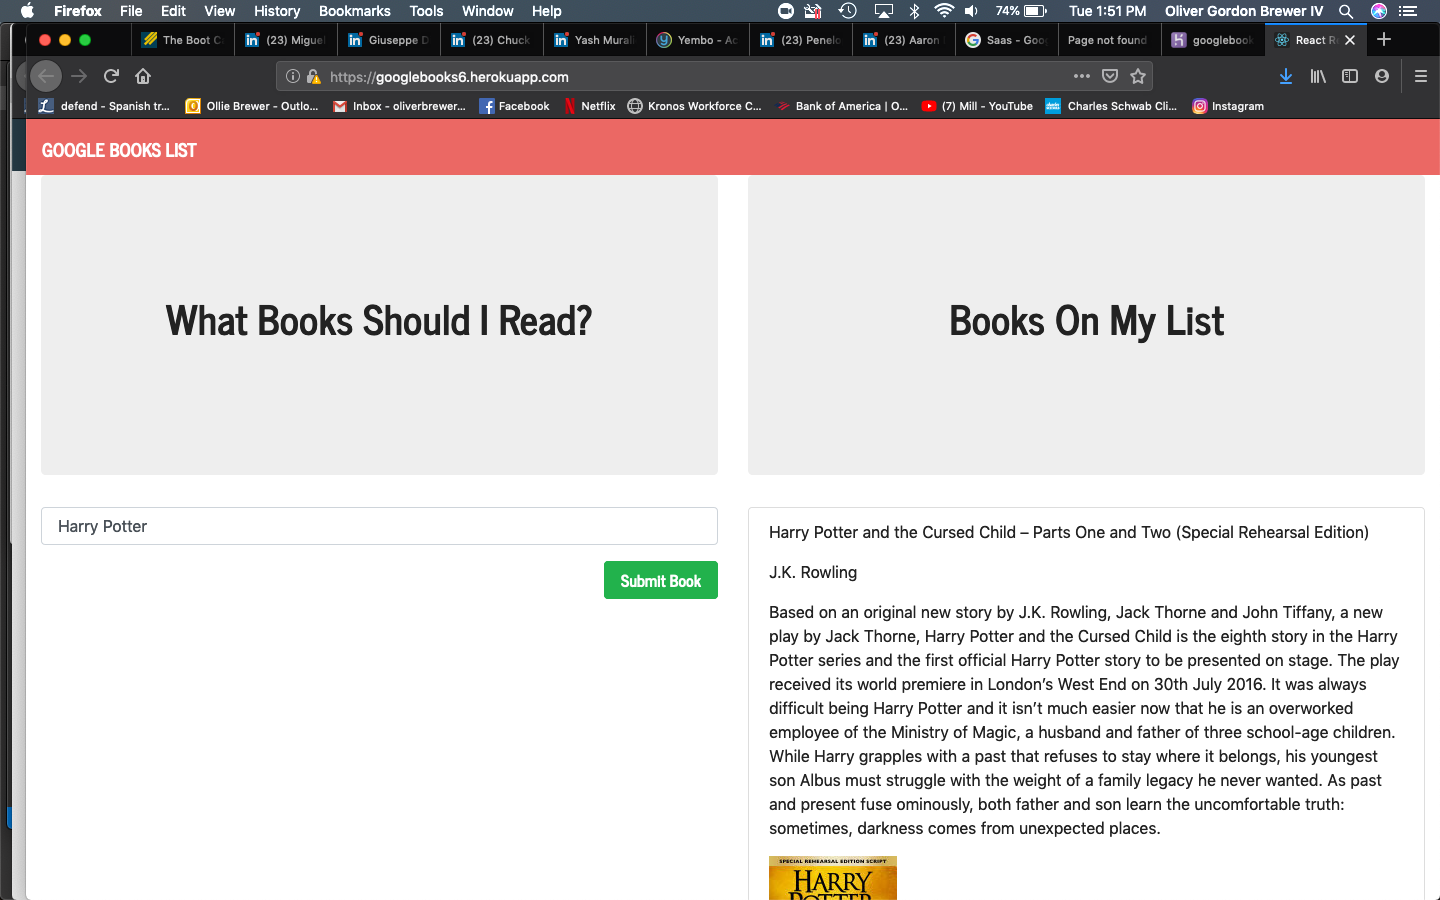 Firefox File Edit View History Bookmarks Tools Window Help 74% Tue 1:51 PM Oliver Gordon Brewer IV
The Boot C (23) Miguel Giuseppe D (23) Chuck Yash Murali Yembo - Ac (23) Penelo (23) Aaron Saas - Goog Page not found googlebook React R
https://googlebooks6.herokuapp.com
defend - Spanish tr... Ollie Brewer - Outlo... Inbox - oliverbrewer... Facebook Netflix Kronos Workforce C... Bank of America | O... (7) Mill - YouTube Charles Schwab Cli... Instagram
GOOGLE BOOKS LIST
What Books Should I Read?
Books On My List
Harry Potter
Submit Book
Harry Potter and the Cursed Child – Parts One and Two (Special Rehearsal Edition)
J.K. Rowling
Based on an original new story by J.K. Rowling, Jack Thorne and John Tiffany, a new
play by Jack Thorne, Harry Potter and the Cursed Child is the eighth story in the Harry
Potter series and the first official Harry Potter story to be presented on stage. The play
received its world premiere in London’s West End on 30th July 2016. It was always
difficult being Harry Potter and it isn’t much easier now that he is an overworked
employee of the Ministry of Magic, a husband and father of three school-age children.
While Harry grapples with a past that refuses to stay where it belongs, his youngest
son Albus must struggle with the weight of a family legacy he never wanted. As past
and present fuse ominously, both father and son learn the uncomfortable truth:
sometimes, darkness comes from unexpected places.
SPECIAL REHEARSAL EDITION SCRIPT
HARRY